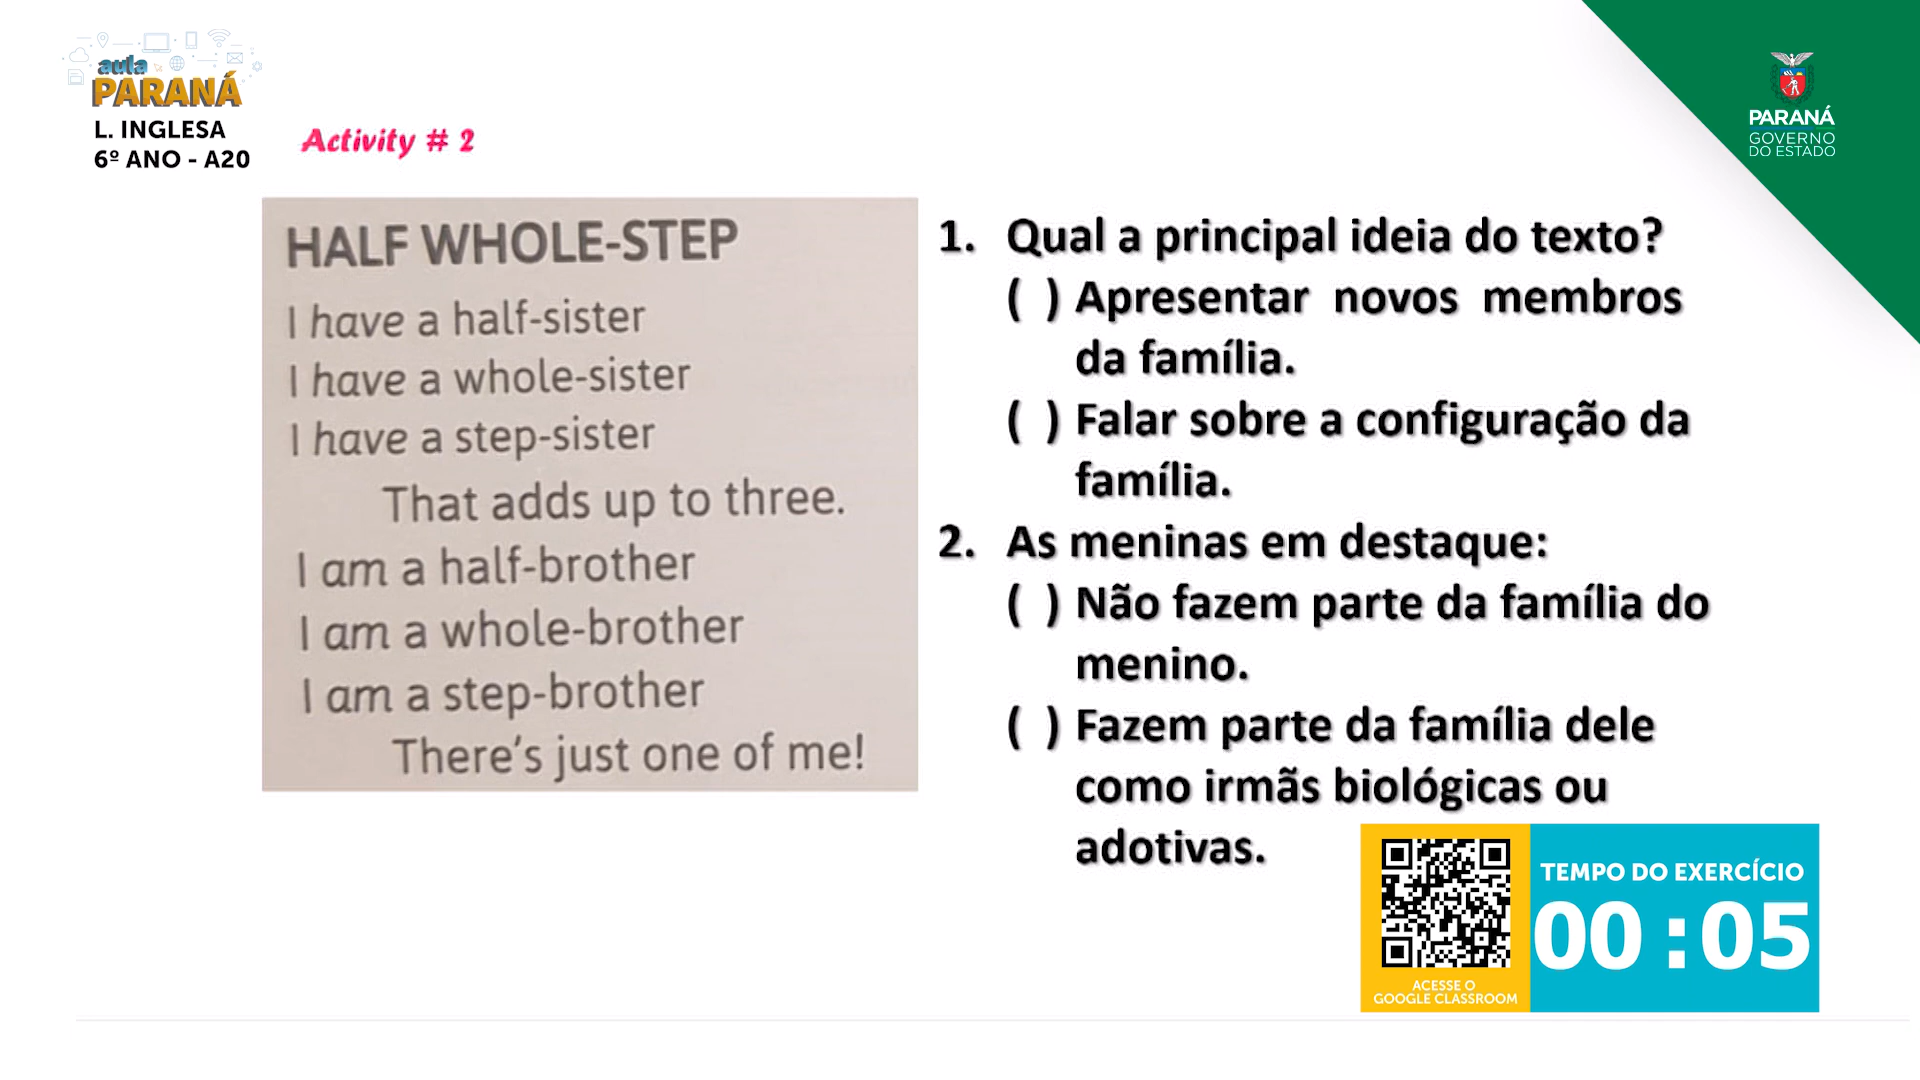 aula
PARANÁ
L. INGLESA
6º ANO - A20
Activity # 2
PARANÁ
GOVERNO
DO ESTADO
HALF WHOLE-STEP
I have a half-sister
I have a whole-sister
I have a step-sister
That adds up to three.
I am a half-brother
I am a whole-brother
I am a step-brother
There's just one of me!
1. Qual a principal ideia do texto?
( ) Apresentar novos membros
da família.
( ) Falar sobre a configuração da
família.
2. As meninas em destaque:
( ) Não fazem parte da família do
menino.
( ) Fazem parte da família dele
como irmãs biológicas ou
adotivas.
ACESSE O
GOOGLE CLASSROOM
TEMPO DO EXERCÍCIO
00:05